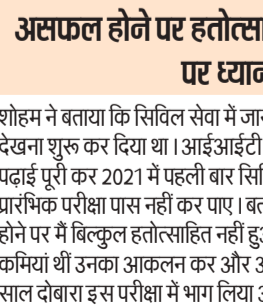 असफल होने पर
पर
शोहम ने बताया कि सिविल सेवा में
देखना शुरू कर दिया था। आईआईटी
पढ़ाई पूरी कर 2021 में पहली बार
प्रारंभिक परीक्षा पास नहीं कर पाए।
होने पर मैं बिल्कुल हतोत्साहित नहीं
कमियां थीं उनका आकलन कर और
साल दोबारा इस परीक्षा में भाग लिया